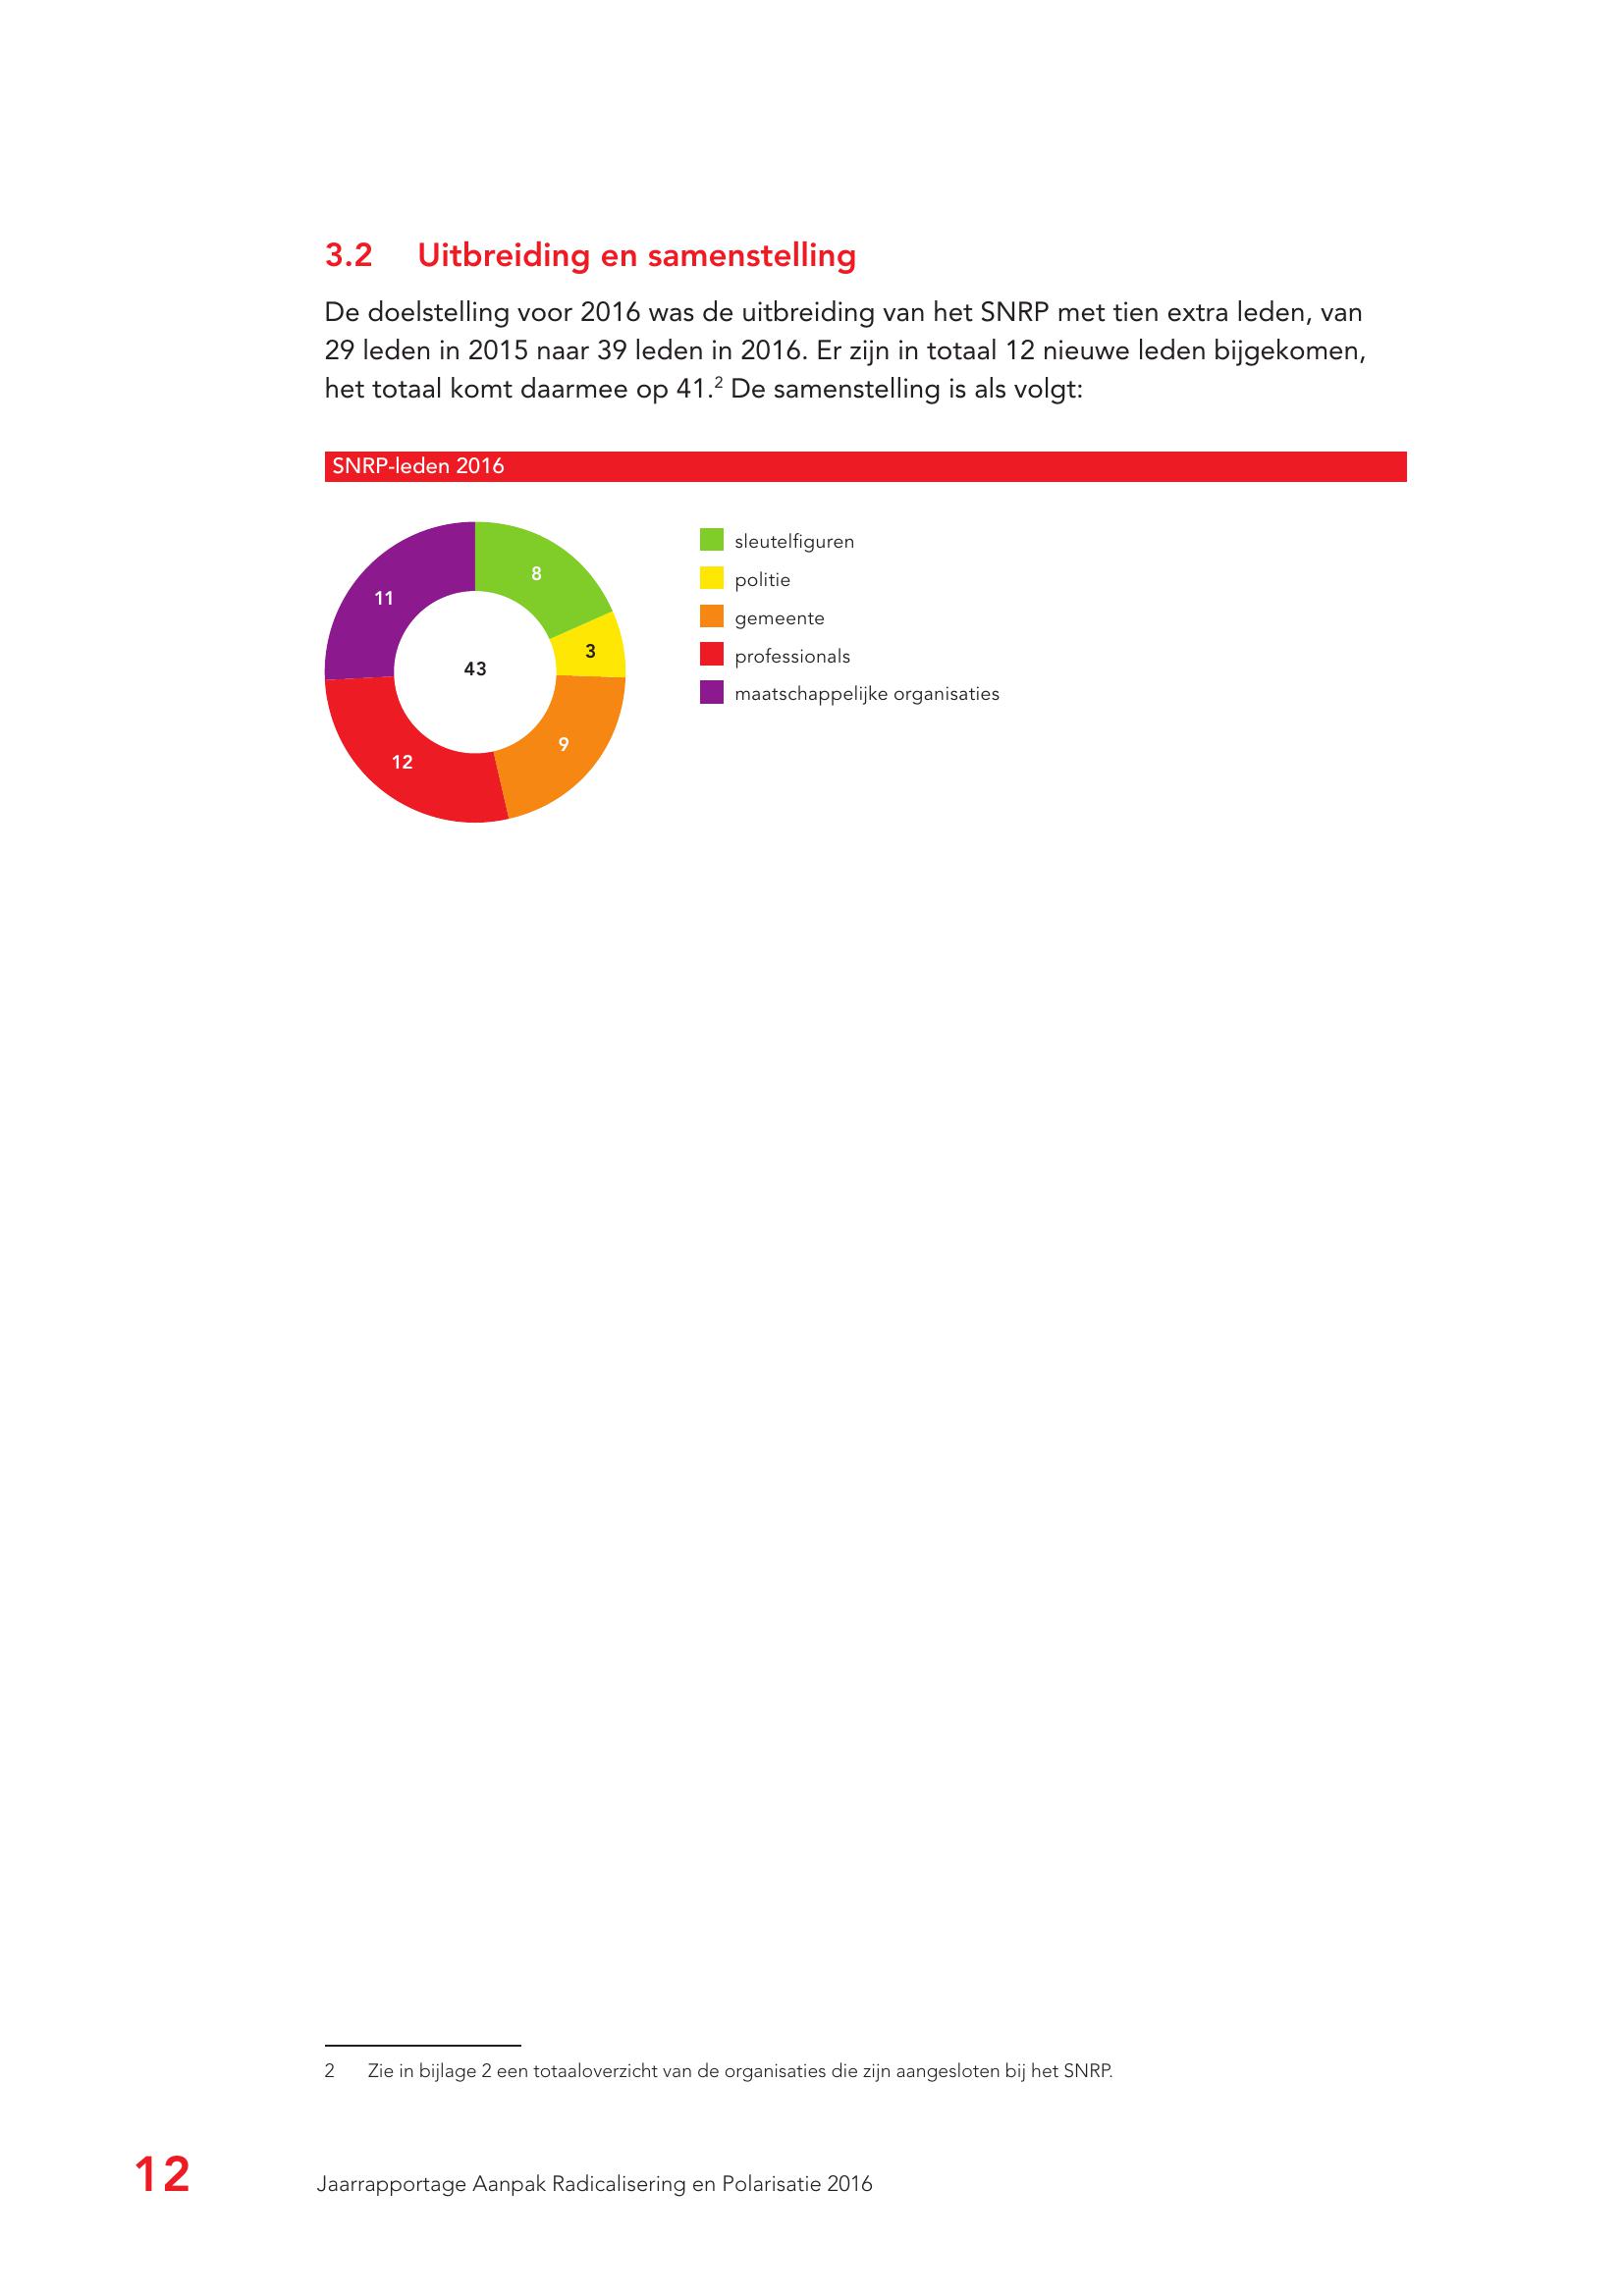 3.2 Uitbreiding en samenstelling
De doelstelling voor 2016 was de uitbreiding van het SNRP met tien extra leden, van
29 leden in 2015 naar 39 leden in 2016. Er zijn in totaal 12 nieuwe leden bijgekomen,
het totaal komt daarmee op 41.² De samenstelling is als volgt:
SNRP-leden 2016
8
3
9
12
11
43
sleutelfiguren
politie
gemeente
professionals
maatschappelijke organisaties
2 Zie in bijlage 2 een totaaloverzicht van de organisaties die zijn aangesloten bij het SNRP.
12 Jaarrapportage Aanpak Radicalisering en Polarisatie 2016